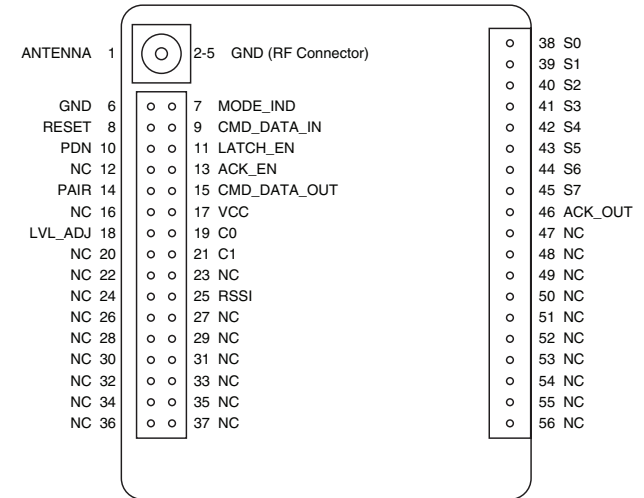 ANTENNA 1 2-5 GND (RF Connector)
GND 6 7 MODE_IND
RESET 8 9 CMD_DATA_IN
PDN 10 11 LATCH_EN
NC 12 13 ACK_EN
PAIR 14 15 CMD_DATA_OUT
NC 16 17 VCC
LVL_ADJ 18 19 C0
NC 20 21 C1
NC 22 23 NC
NC 24 25 RSSI
NC 26 27 NC
NC 28 29 NC
NC 30 31 NC
NC 32 33 NC
NC 34 35 NC
NC 36 37 NC
38 S0
39 S1
40 S2
41 S3
42 S4
43 S5
44 S6
45 S7
46 ACK_OUT
47 NC
48 NC
49 NC
50 NC
51 NC
52 NC
53 NC
54 NC
55 NC
56 NC